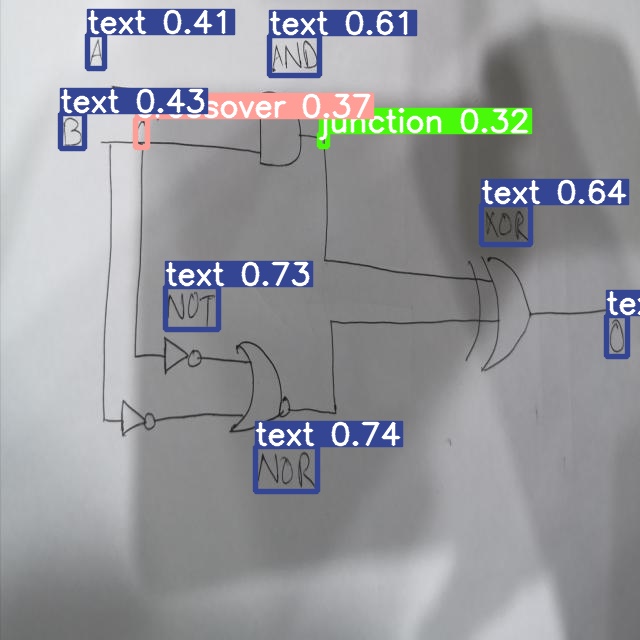 text 0.41
text 0.61
A
AND
text 0.43
crossover 0.37
junction 0.32
B
text 0.64
XOR
text 0.73
NOT
te
O
text 0.74
NOR